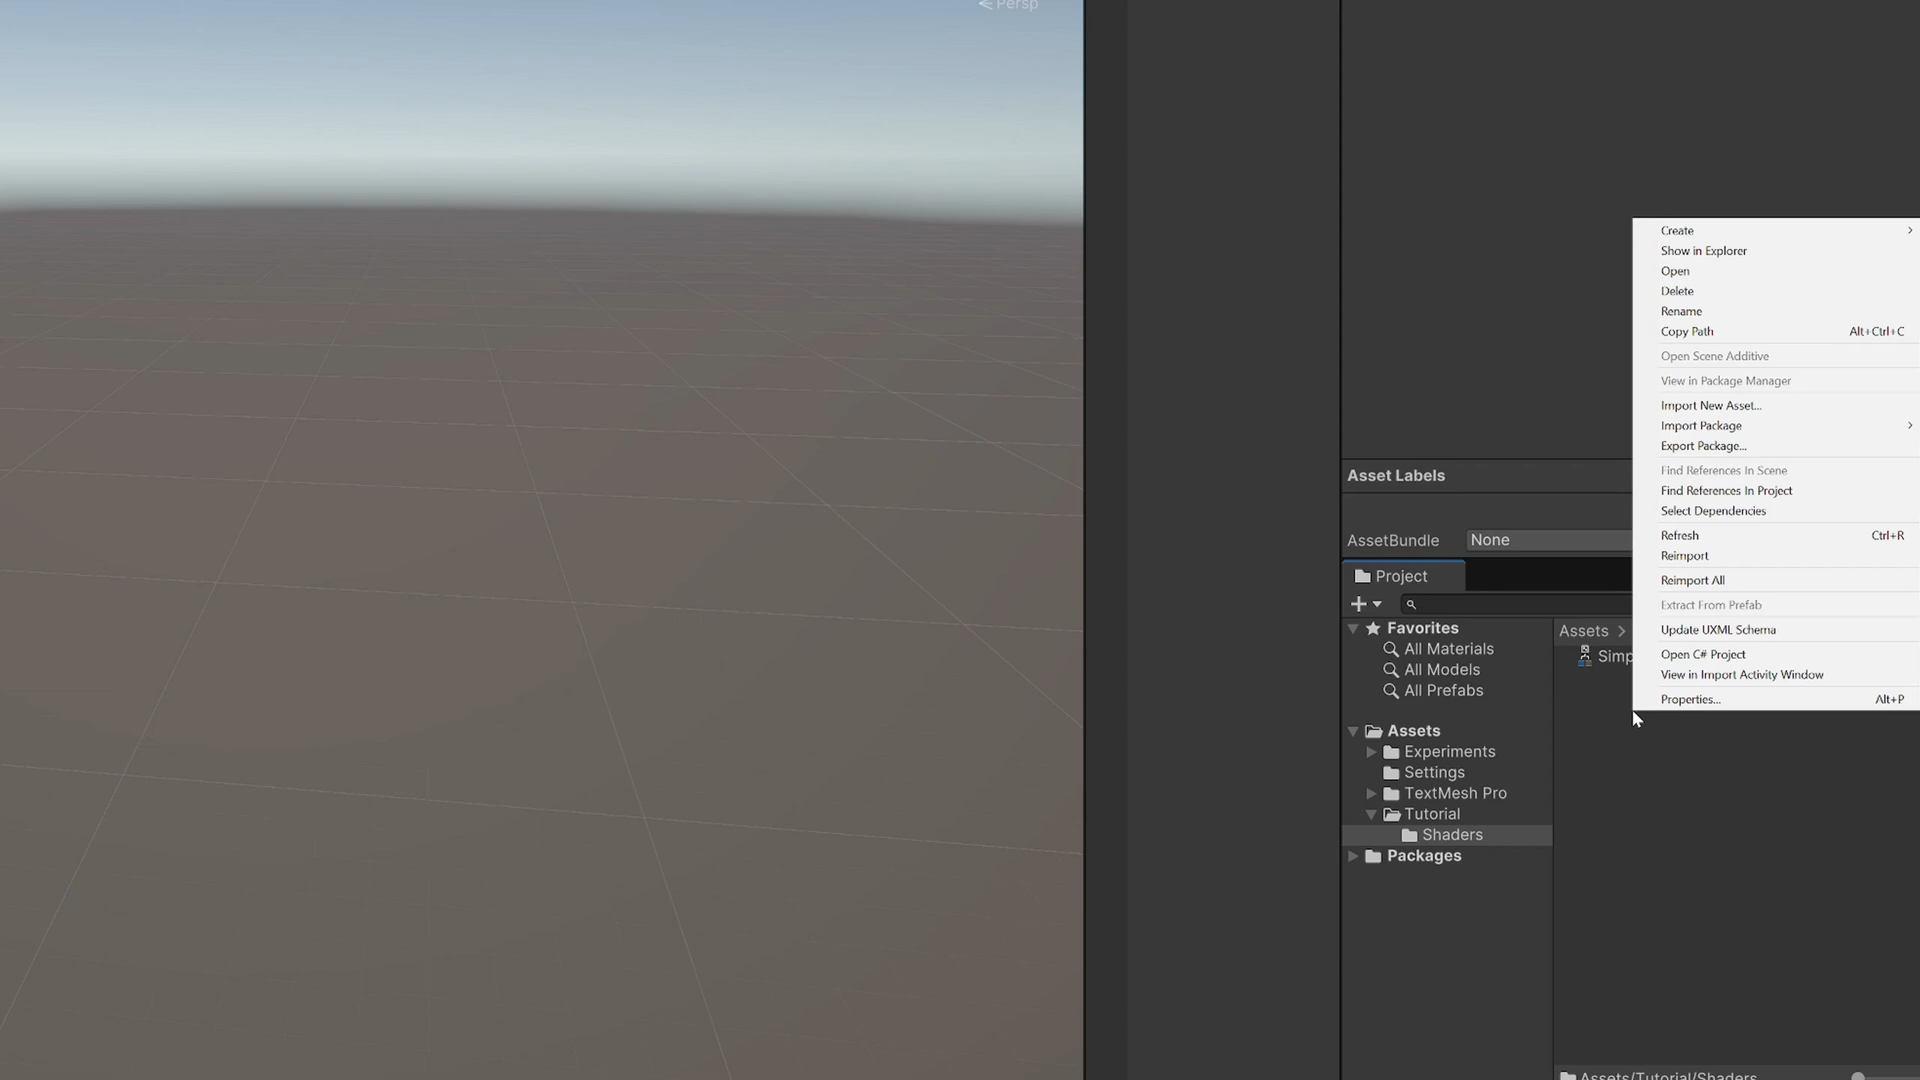 Persp
Create
Show in Explorer
Open
Delete
Rename
Copy Path Alt+Ctrl+C
Open Scene Additive
View in Package Manager
Import New Asset...
Import Package
Export Package...
Find References In Scene
Find References In Project
Select Dependencies
Refresh Ctrl+R
Reimport
Reimport All
Extract From Prefab
Update UXML Schema
Open C# Project
View in Import Activity Window
Properties... Alt+P
Asset Labels
AssetBundle None
Project
Favorites
All Materials
All Models
All Prefabs
Assets
Experiments
Settings
TextMesh Pro
Tutorial
Shaders
Packages
Assets >
Simp
Assets/Tutorial/Shaders